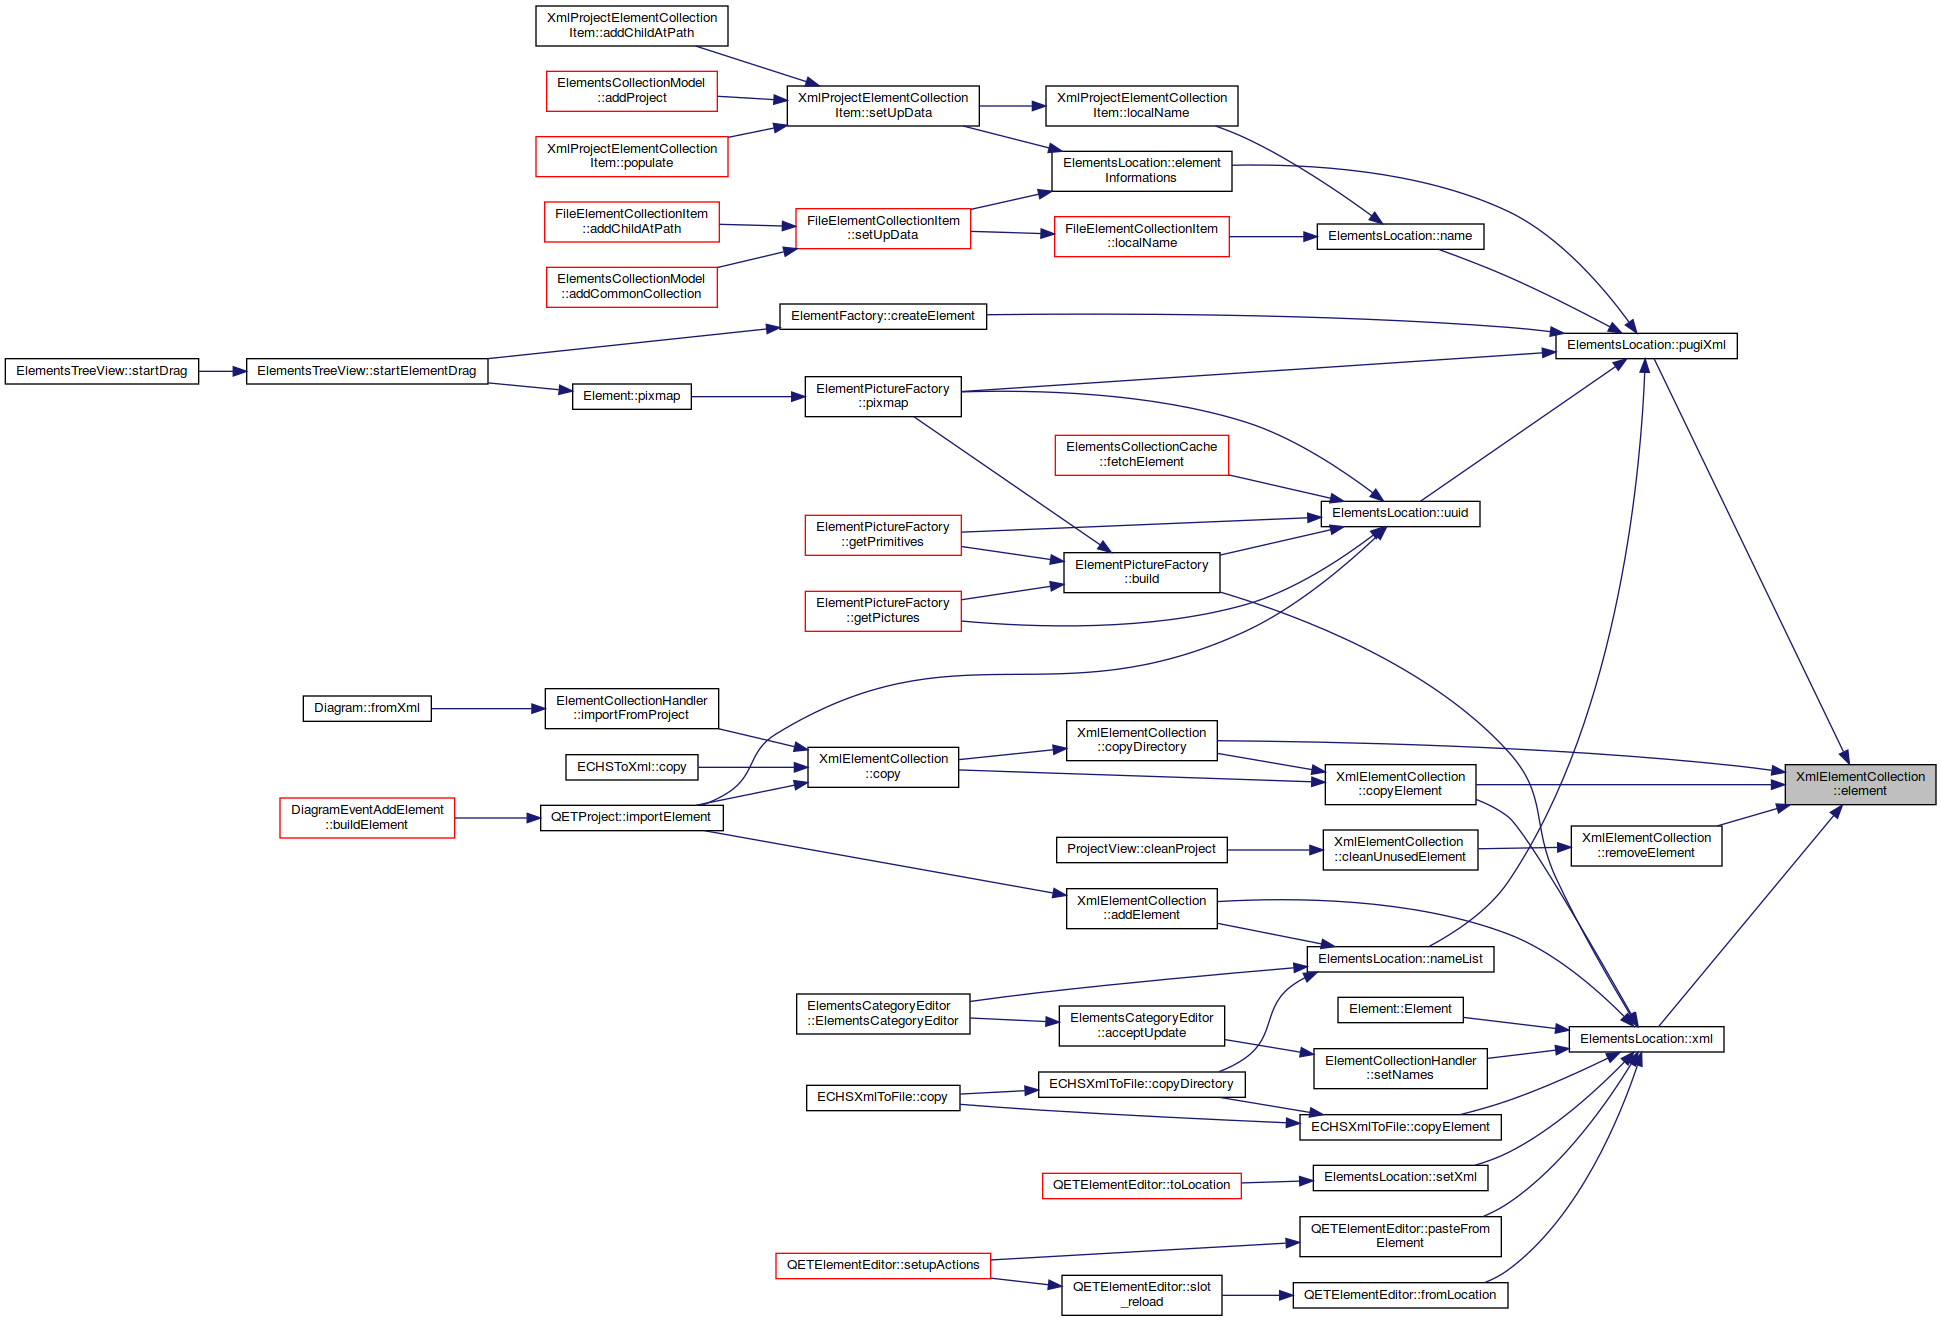 XmlProjectElementCollection
Item::addChildAtPath
ElementsCollectionModel
::addProject
XmlProjectElementCollection
Item::setUpData
XmlProjectElementCollection
Item::localName
XmlProjectElementCollection
Item::populate
ElementsLocation::element
Informations
FileElementCollectionItem
::addChildAtPath
FileElementCollectionItem
::setUpData
FileElementCollectionItem
::localName
ElementsLocation::name
ElementsCollectionModel
::addCommonCollection
ElementFactory::createElement
ElementsLocation::pugiXml
ElementsTreeView::startDrag
ElementsTreeView::startElementDrag
Element::pixmap
ElementPictureFactory
::pixmap
ElementsCollectionCache
::fetchElement
ElementsLocation::uuid
ElementPictureFactory
::getPrimitives
ElementPictureFactory
::build
ElementPictureFactory
::getPictures
Diagram::fromXml
ElementCollectionHandler
::importFromProject
XmlElementCollection
::copyDirectory
ECHSToXml::copy
XmlElementCollection
::copy
XmlElementCollection
::copyElement
XmlElementCollection
::element
DiagramEventAddElement
::buildElement
QETProject::importElement
ProjectView::cleanProject
XmlElementCollection
::cleanUnusedElement
XmlElementCollection
::removeElement
XmlElementCollection
::addElement
ElementsLocation::nameList
ElementsCategoryEditor
::ElementsCategoryEditor
ElementsCategoryEditor
::acceptUpdate
Element::Element
ElementsLocation::xml
ElementCollectionHandler
::setNames
ECHSXmlToFile::copy
ECHSXmlToFile::copyDirectory
ECHSXmlToFile::copyElement
QETElementEditor::toLocation
ElementsLocation::setXml
QETElementEditor::pasteFrom
Element
QETElementEditor::setupActions
QETElementEditor::slot
_reload
QETElementEditor::fromLocation